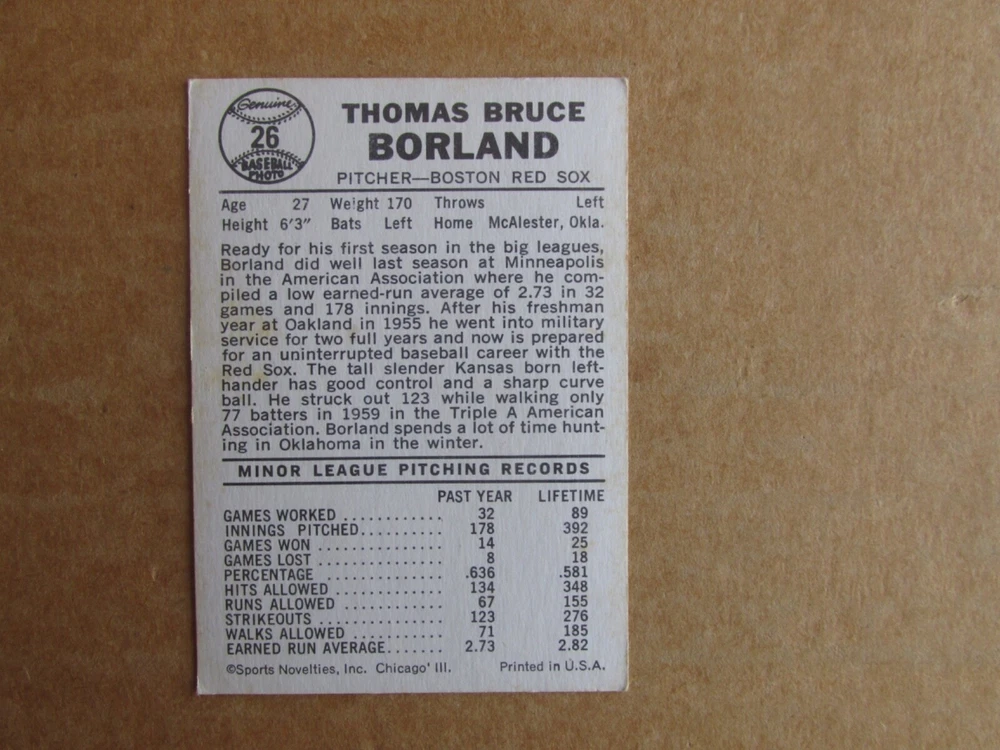 Genuine
26
BASEBALL
PHOTO
THOMAS BRUCE
BORLAND
PITCHER—BOSTON RED SOX
Age 27 Weight 170 Throws Left
Height 6'3" Bats Left Home McAlester, Okla.
Ready for his first season in the big leagues,
Borland did well last season at Minneapolis
in the American Association where he com-
piled a low earned-run average of 2.73 in 32
games and 178 innings. After his freshman
year at Oakland in 1955 he went into military
service for two full years and now is prepared
for an uninterrupted baseball career with the
Red Sox. The tall slender Kansas born left-
hander has good control and a sharp curve
ball. He struck out 123 while walking only
77 batters in 1959 in the Triple A American
Association. Borland spends a lot of time hunt-
ing in Oklahoma in the winter.
MINOR LEAGUE PITCHING RECORDS
PAST YEAR LIFETIME
GAMES WORKED ............ 32 89
INNINGS PITCHED.......... 178 392
GAMES WON ............... 14 25
GAMES LOST .............. 8 18
PERCENTAGE .............. .636 .581
HITS ALLOWED ............ 134 348
RUNS ALLOWED ............ 67 155
STRIKEOUTS .............. 123 276
WALKS ALLOWED ........... 71 185
EARNED RUN AVERAGE....... 2.73 2.82
©Sports Novelties, Inc. Chicago' Ill. Printed in U.S.A.